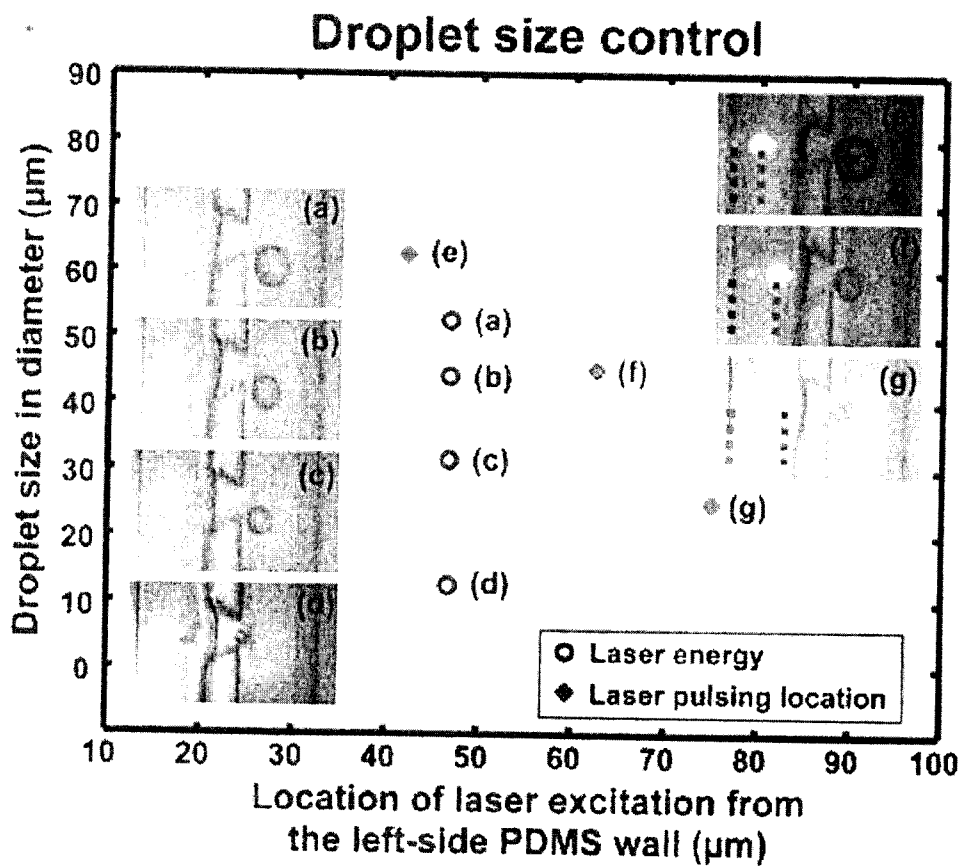 Droplet size control
Droplet size in diameter (µm)
90
80
70
60
50
40
30
20
10
0
(a)
(b)
(c)
(d)
(e)
(a)
(b)
(c)
(d)
(f)
(g)
(g)
Laser energy
Laser pulsing location
10 20 30 40 50 60 70 80 90 100
Location of laser excitation from
the left-side PDMS wall (µm)